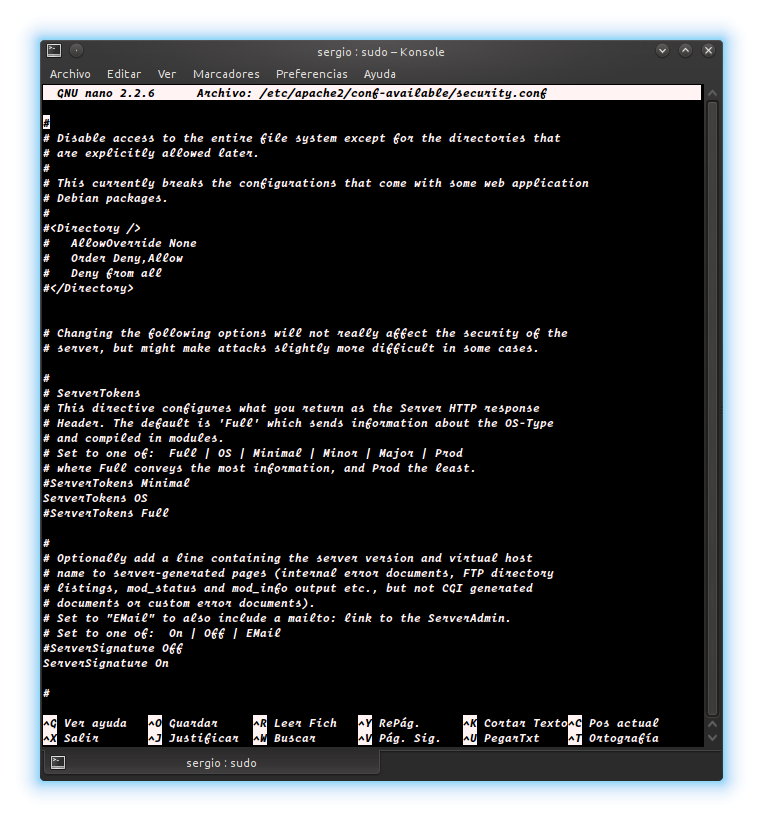 sergio : sudo – Konsole
Archivo Editar Ver Marcadores Preferencias Ayuda
GNU nano 2.2.6 Archivo: /etc/apache2/conf-available/security.conf
#
# Disable access to the entire file system except for the directories that
# are explicitly allowed later.
#
# This currently breaks the configurations that come with some web application
# Debian packages.
#
#<Directory />
#   AllowOverride None
#   Order Deny,Allow
#   Deny from all
#</Directory>
# Changing the following options will not really affect the security of the
# server, but might make attacks slightly more difficult in some cases.
#
# ServerTokens
# This directive configures what you return as the Server HTTP response
# Header. The default is 'Full' which sends information about the OS-Type
# and compiled in modules.
# Set to one of:  Full | OS | Minimal | Minor | Major | Prod
# where Full conveys the most information, and Prod the least.
#ServerTokens Minimal
ServerTokens OS
#ServerTokens Full
#
# Optionally add a line containing the server version and virtual host
# name to server-generated pages (internal error documents, FTP directory
# listings, mod_status and mod_info output etc., but not CGI generated
# documents or custom error documents).
# Set to "EMail" to also include a mailto: link to the ServerAdmin.
# Set to one of:  On | Off | EMail
#ServerSignature Off
ServerSignature On
#
^G Ver ayuda ^O Guardar ^R Leer Fich ^Y RePág. ^K Cortar Texto ^C Pos actual
^X Salir ^J Justificar ^W Buscar ^V Pág. Sig. ^U PegarTxt ^T Ortografía
sergio : sudo